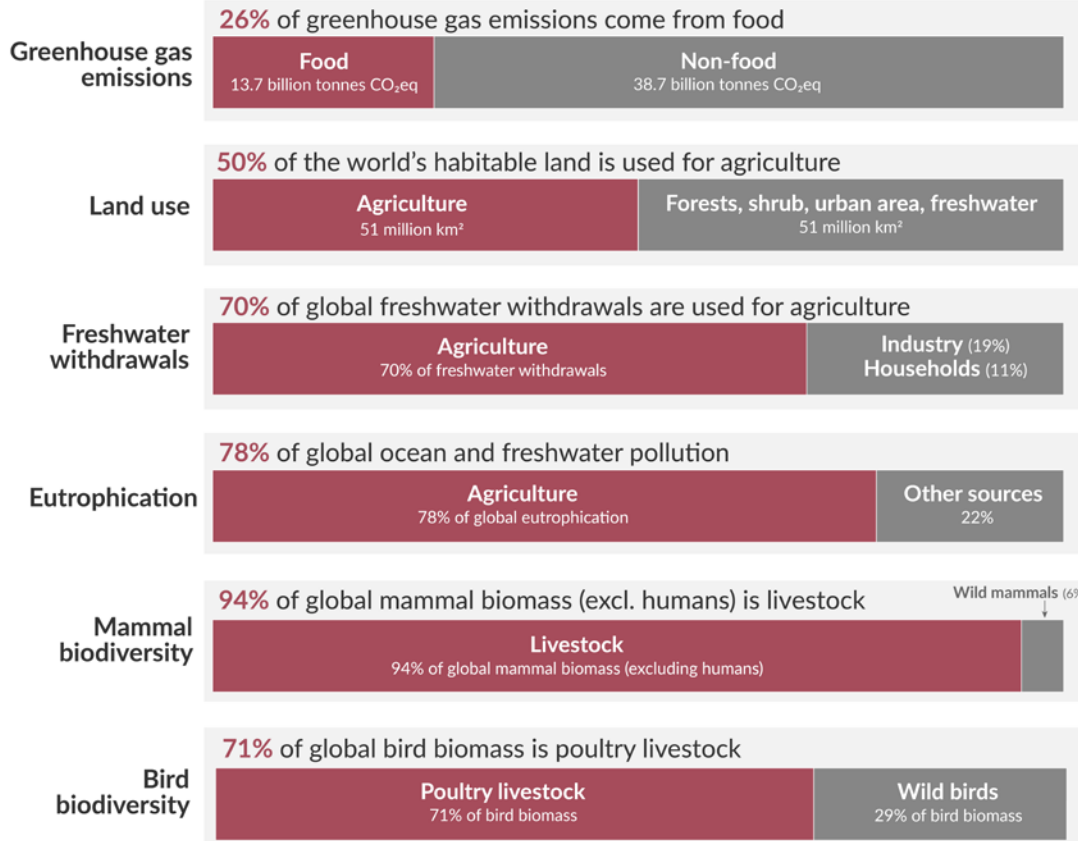 26% of greenhouse gas emissions come from food
Greenhouse gas
emissions
Food
13.7 billion tonnes CO₂eq
Non-food
38.7 billion tonnes CO₂eq
50% of the world's habitable land is used for agriculture
Land use
Agriculture
51 million km²
Forests, shrub, urban area, freshwater
51 million km²
70% of global freshwater withdrawals are used for agriculture
Freshwater
withdrawals
Agriculture
70% of freshwater withdrawals
Industry (19%)
Households (11%)
78% of global ocean and freshwater pollution
Eutrophication
Agriculture
78% of global eutrophication
Other sources
22%
94% of global mammal biomass (excl. humans) is livestock
Wild mammals (6%
Mammal
biodiversity
Livestock
94% of global mammal biomass (excluding humans)
71% of global bird biomass is poultry livestock
Bird
biodiversity
Poultry livestock
71% of bird biomass
Wild birds
29% of bird biomass